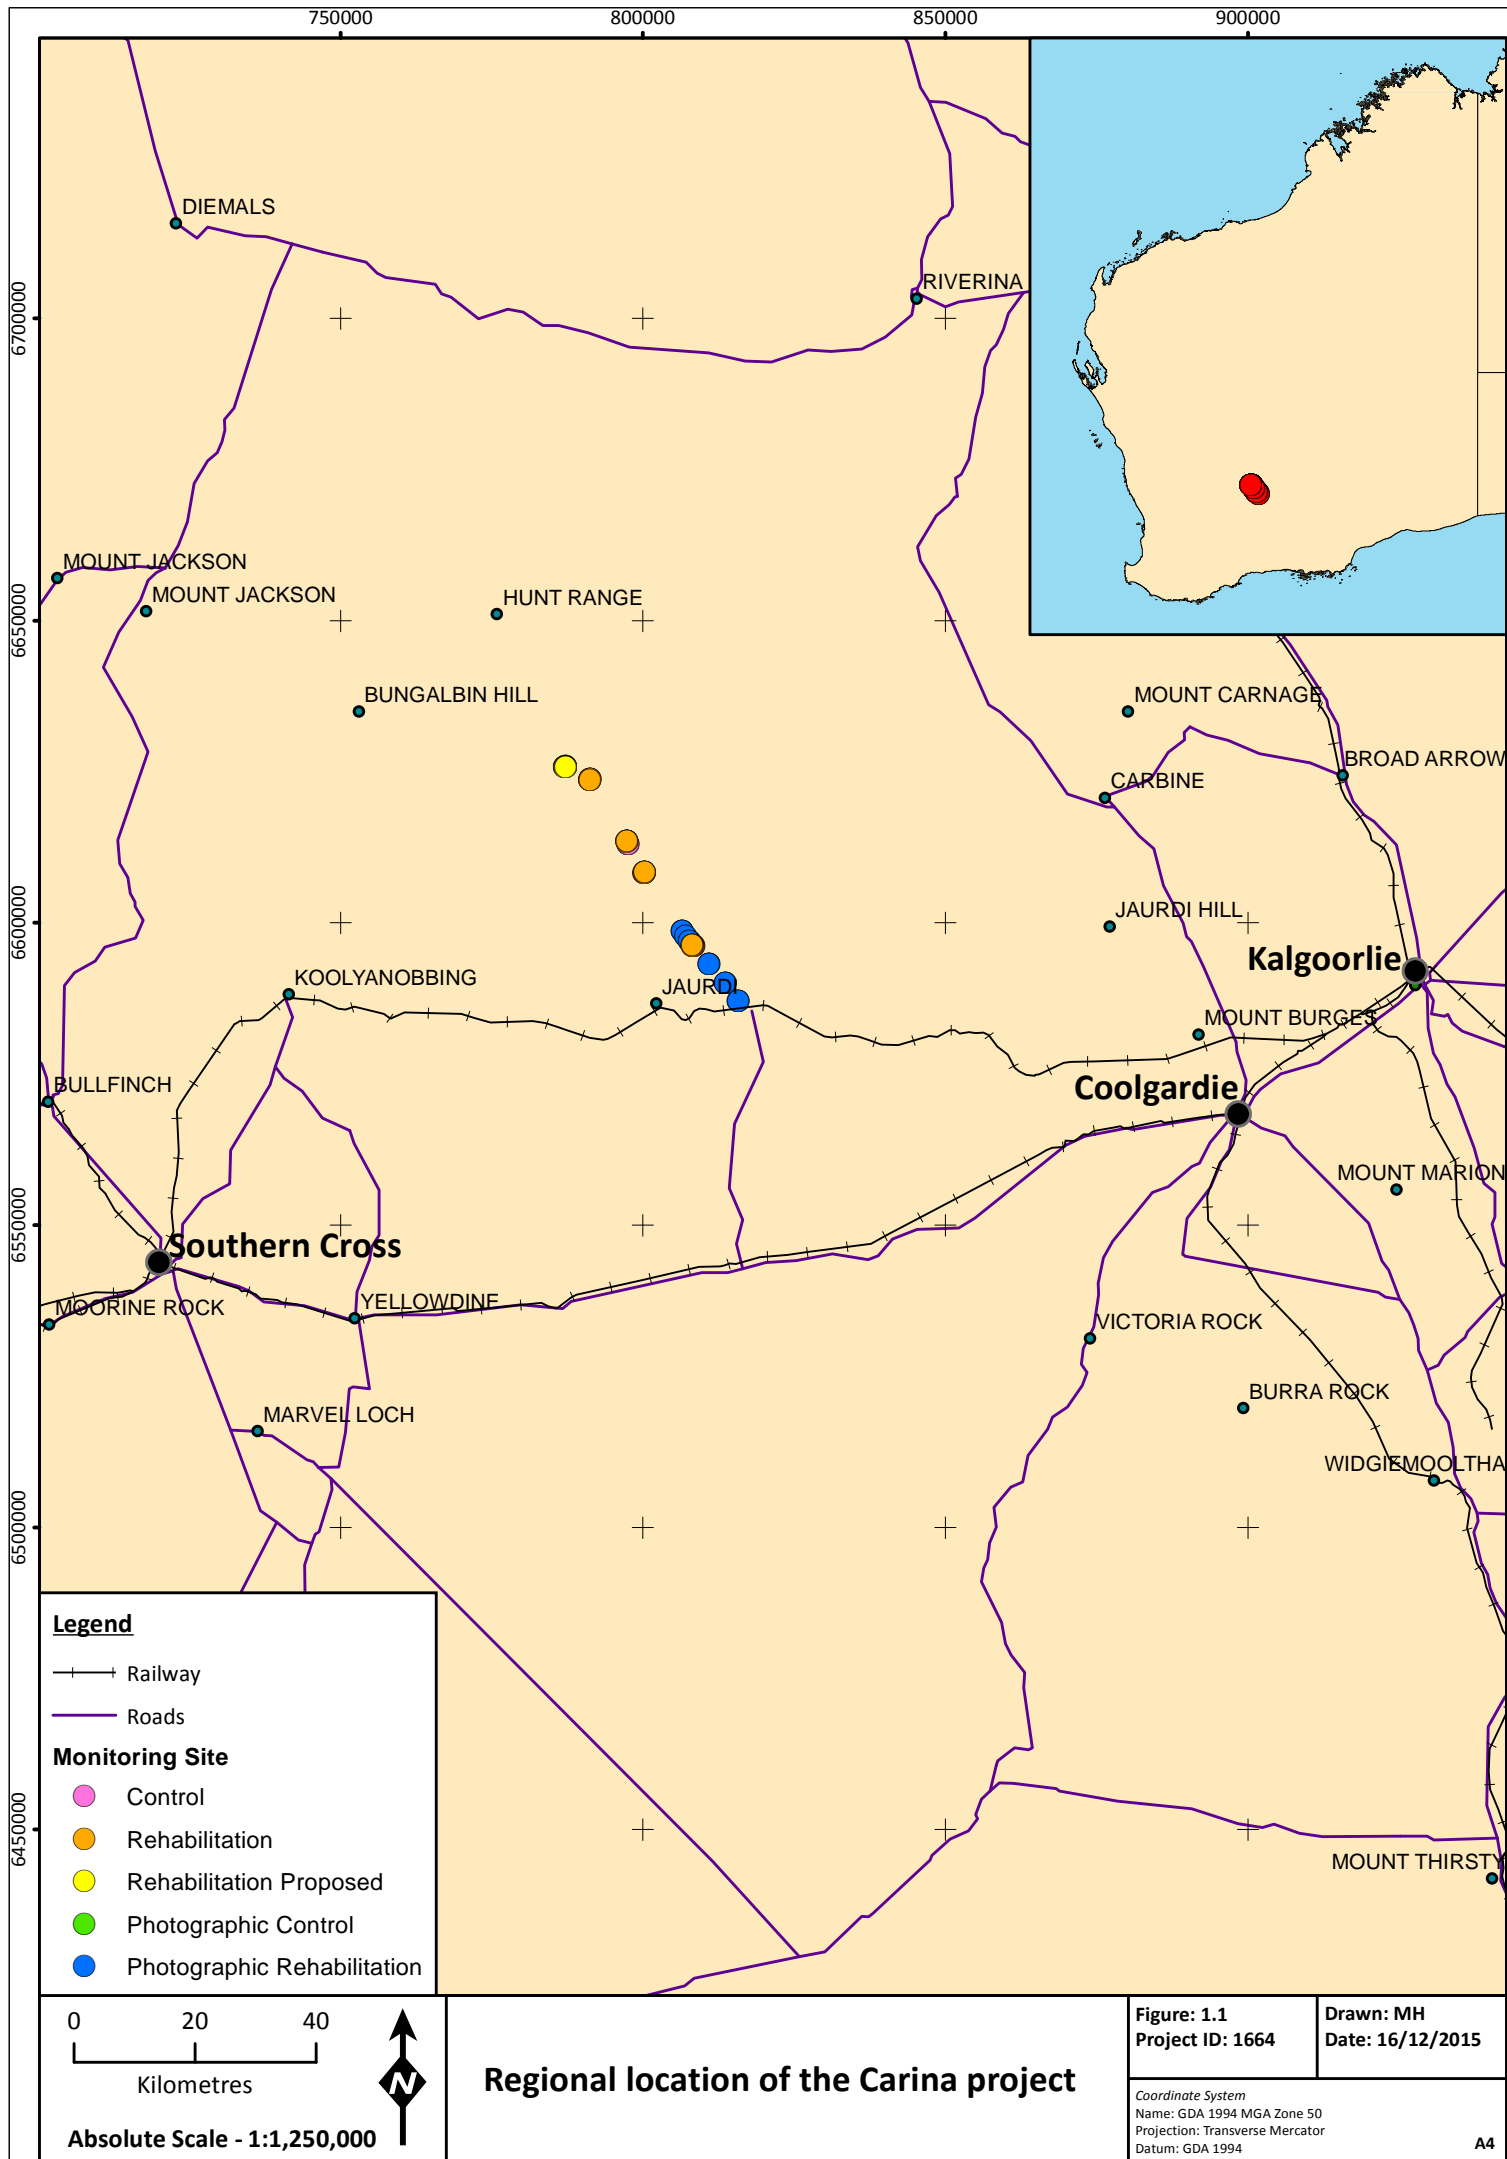 750000
800000
850000
900000
6700000
6650000
6600000
6550000
6500000
6450000
DIEMALS
RIVERINA
MOUNT JACKSON
MOUNT JACKSON
HUNT RANGE
BUNGALBIN HILL
MOUNT CARNAGE
BROAD ARROW
CARBINE
JAURDI HILL
Kalgoorlie
KOOLYANOBBING
JAURDI
MOUNT BURGES
BULLFINCH
Coolgardie
MOUNT MARION
Southern Cross
MOORINE ROCK
YELLOWDINE
VICTORIA ROCK
BURRA ROCK
MARVEL LOCH
WIDGIEMOOLTHA
MOUNT THIRSTY
Legend
Railway
Roads
Monitoring Site
Control
Rehabilitation
Rehabilitation Proposed
Photographic Control
Photographic Rehabilitation
0 20 40
Kilometres
N
Absolute Scale - 1:1,250,000
Regional location of the Carina project
Figure: 1.1
Project ID: 1664
Drawn: MH
Date: 16/12/2015
Coordinate System
Name: GDA 1994 MGA Zone 50
Projection: Transverse Mercator
Datum: GDA 1994
A4